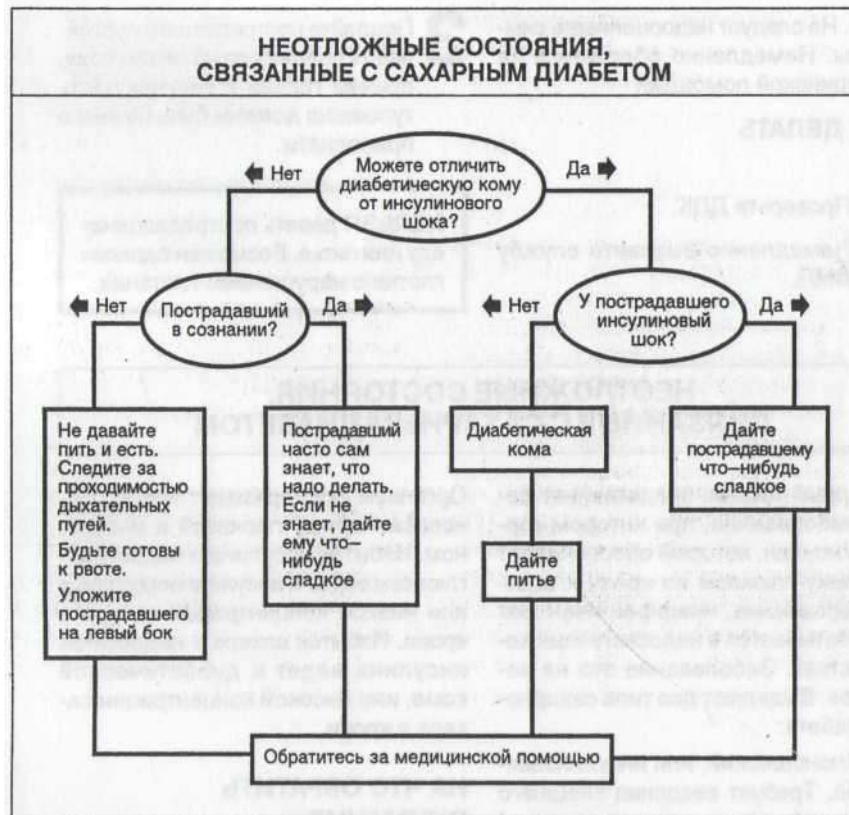 НЕОТЛОЖНЫЕ СОСТОЯНИЯ,
СВЯЗАННЫЕ С САХАРНЫМ ДИАБЕТОМ
Можете отличить
диабетическую кому
от инсулинового
шока?
Нет
Да
Пострадавший
в сознании?
Нет
Да
У пострадавшего
инсулиновый
шок?
Нет
Да
Не давайте
пить и есть.
Следите за
проходимостью
дыхательных
путей.
Будьте готовы
к рвоте.
Уложите
пострадавшего
на левый бок
Пострадавший
насто сам
знает, что
надо делать.
Если не
знает, дайте
ему что–
нибудь
сладкое
Диабетическая
кома
Дайте
питье
Дайте
пострадавшему
что–нибудь
сладкое
Обратитесь за медицинской помощью